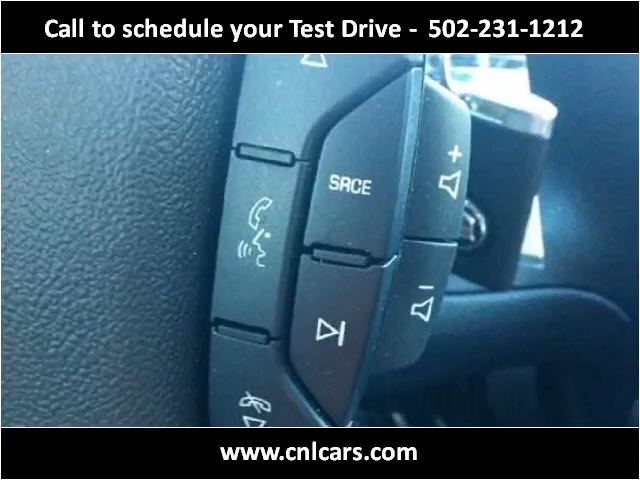 Call to schedule your Test Drive - 502-231-1212
SRCE
+
-
www.cnlcars.com